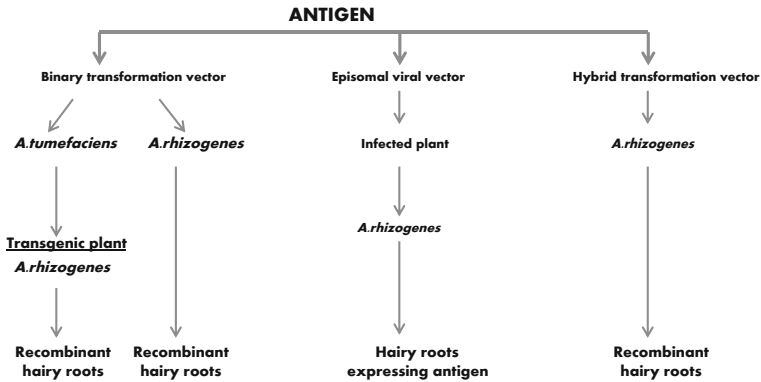 ANTIGEN
Binary transformation vector
Episomal viral vector
Hybrid transformation vector
A.tumefaciens
A.rhizogenes
Infected plant
A.rhizogenes
A.rhizogenes
Transgenic plant
A.rhizogenes
Recombinant
hairy roots
Recombinant
hairy roots
Hairy roots
expressing antigen
Recombinant
hairy roots